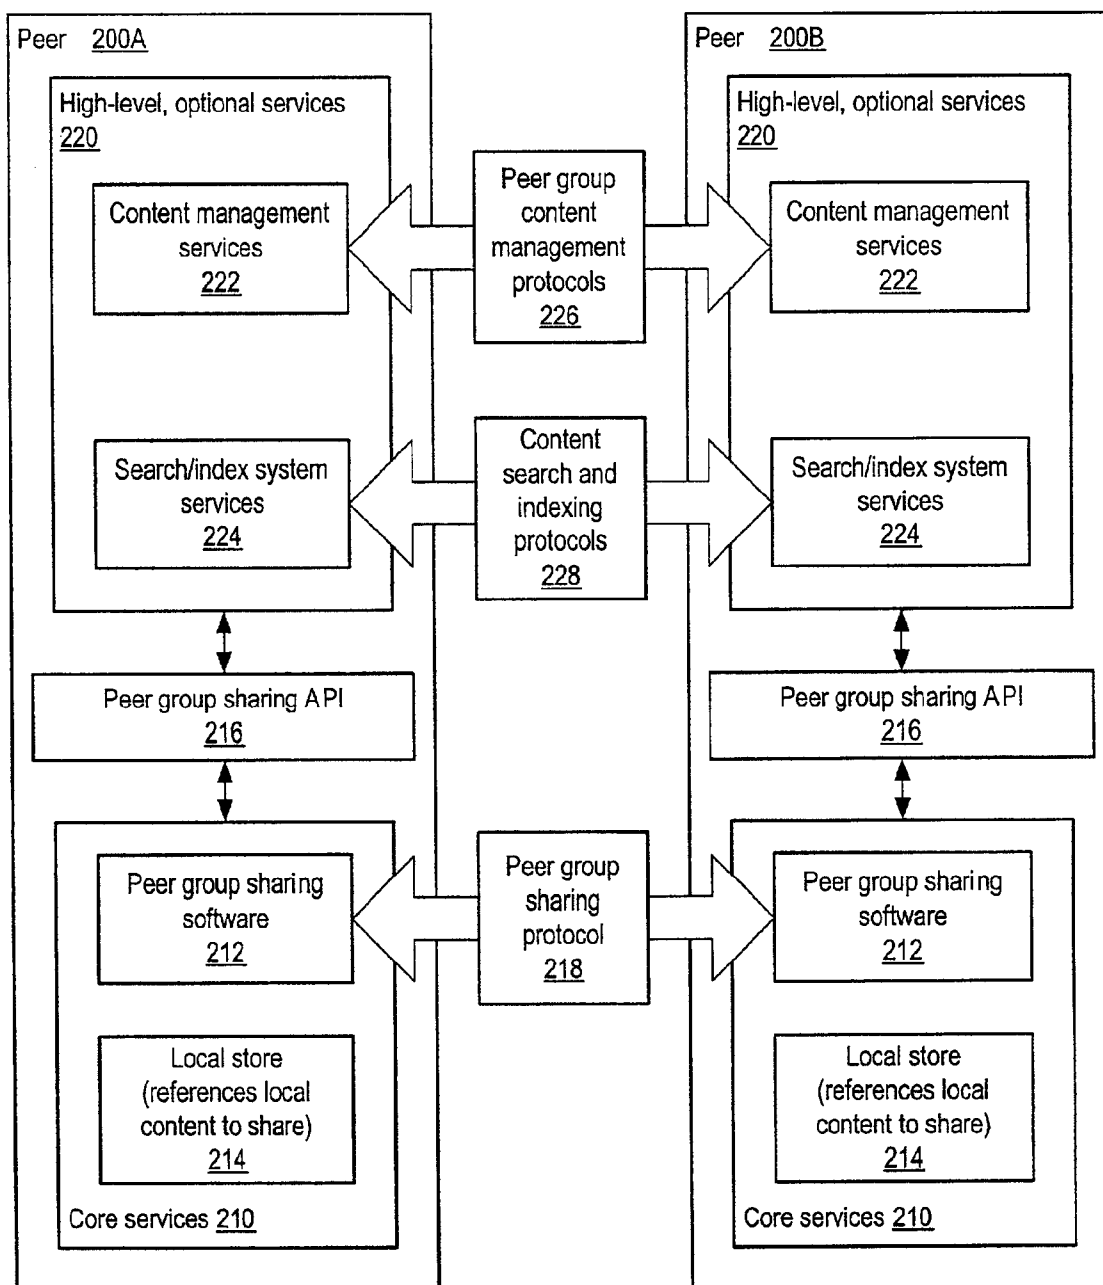 Peer 200A
High-level, optional services
220
Content management
services
222
Search/index system
services
224
Peer group sharing API
216
Peer group sharing
software
212
Local store
(references local
content to share)
214
Core services 210
Peer group
content
management
protocols
226
Content
search and
indexing
protocols
228
Peer group
sharing
protocol
218
Peer 200B
High-level, optional services
220
Content management
services
222
Search/index system
services
224
Peer group sharing API
216
Peer group sharing
software
212
Local store
(references local
content to share)
214
Core services 210